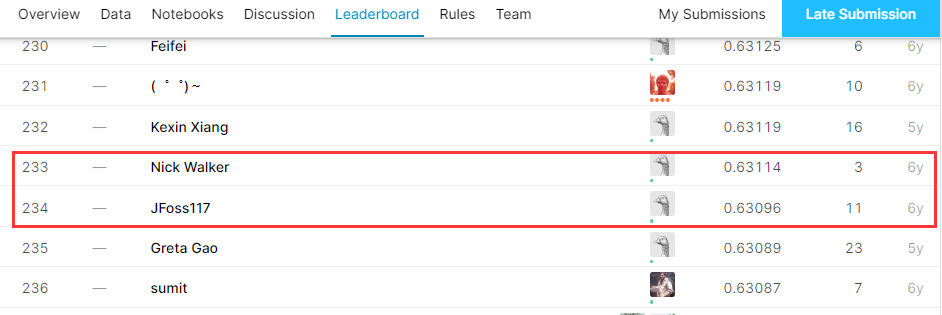 Overview Data Notebooks Discussion Leaderboard Rules Team My Submissions Late Submission
230 — Feifei 0.63125 6 6y
231 — ( ゜゜)～ 0.63119 10 6y
232 — Kexin Xiang 0.63119 16 5y
233 — Nick Walker 0.63114 3 6y
234 — JFoss117 0.63096 11 6y
235 — Greta Gao 0.63089 23 5y
236 — sumit 0.63087 7 6y